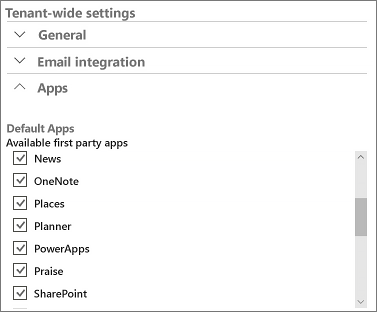 Tenant-wide settings
General
Email integration
Apps
Default Apps
Available first party apps
News
OneNote
Places
Planner
PowerApps
Praise
SharePoint